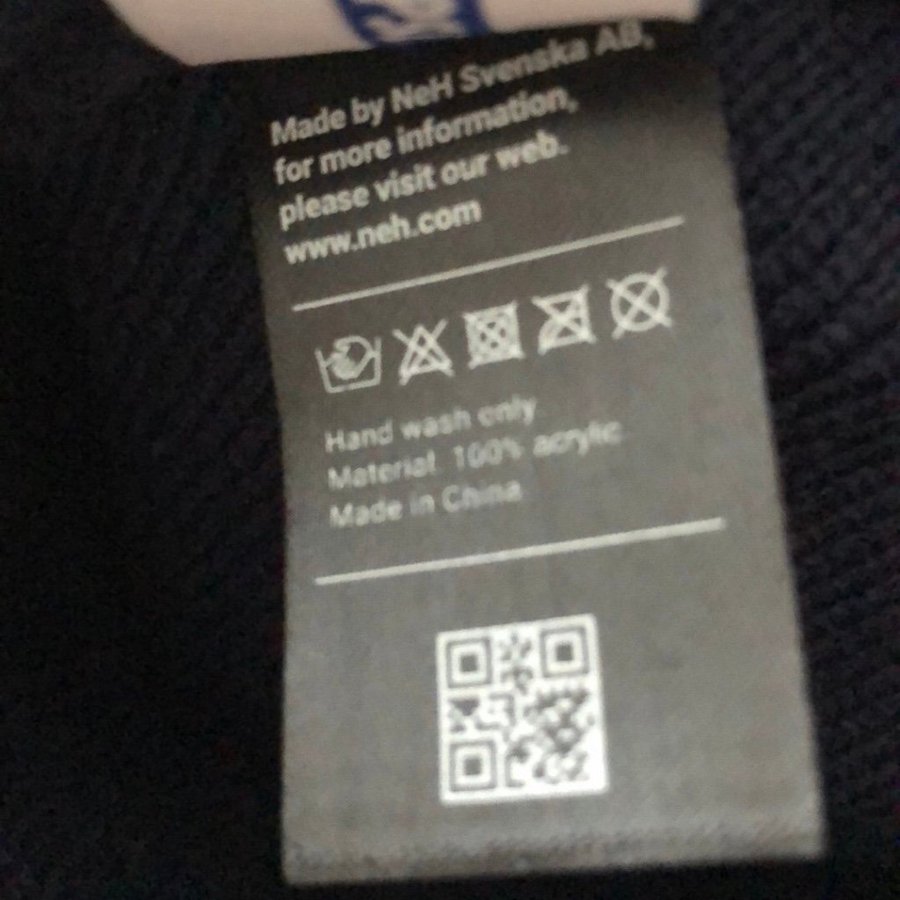 Made by NeH Svenska AB,
for more information,
please visit our web.
www.neh.com
Hand wash only
Material 100% acrylic
Made in China